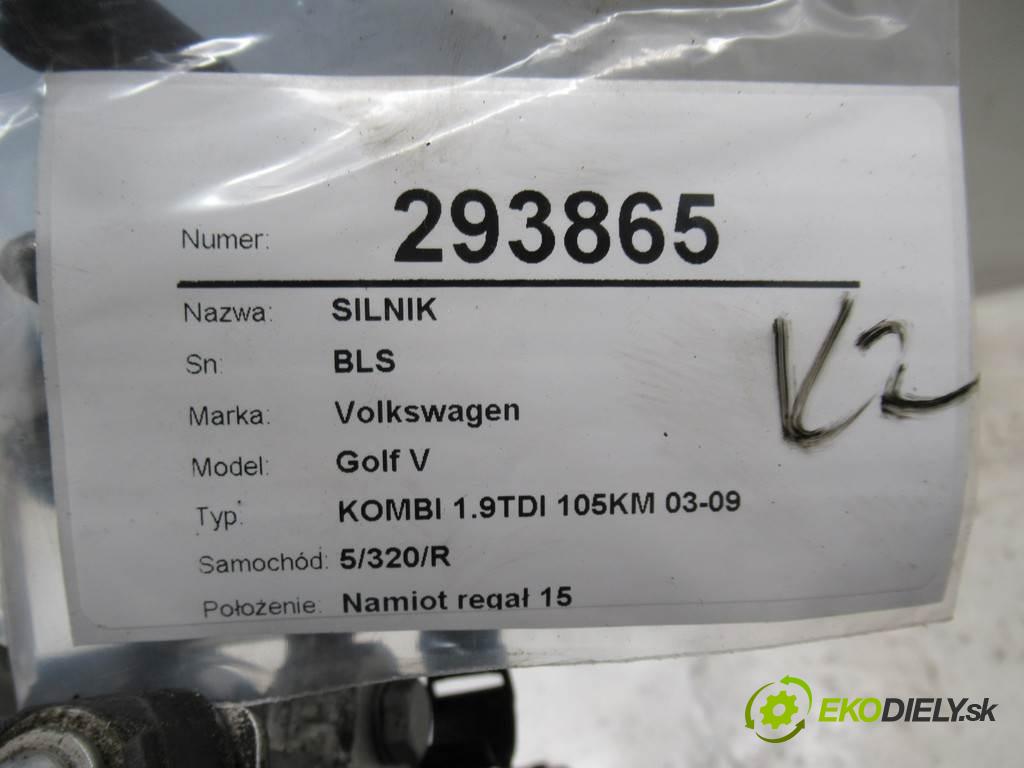 Numer: 293865
Nazwa: SILNIK
Sn: BLS
Marka: Volkswagen
Model: Golf V
Typ: KOMBI 1.9TDI 105KM 03-09
Samochód: 5/320/R
Położenie: Namiot regał 15
V2
EKODIELY.sk